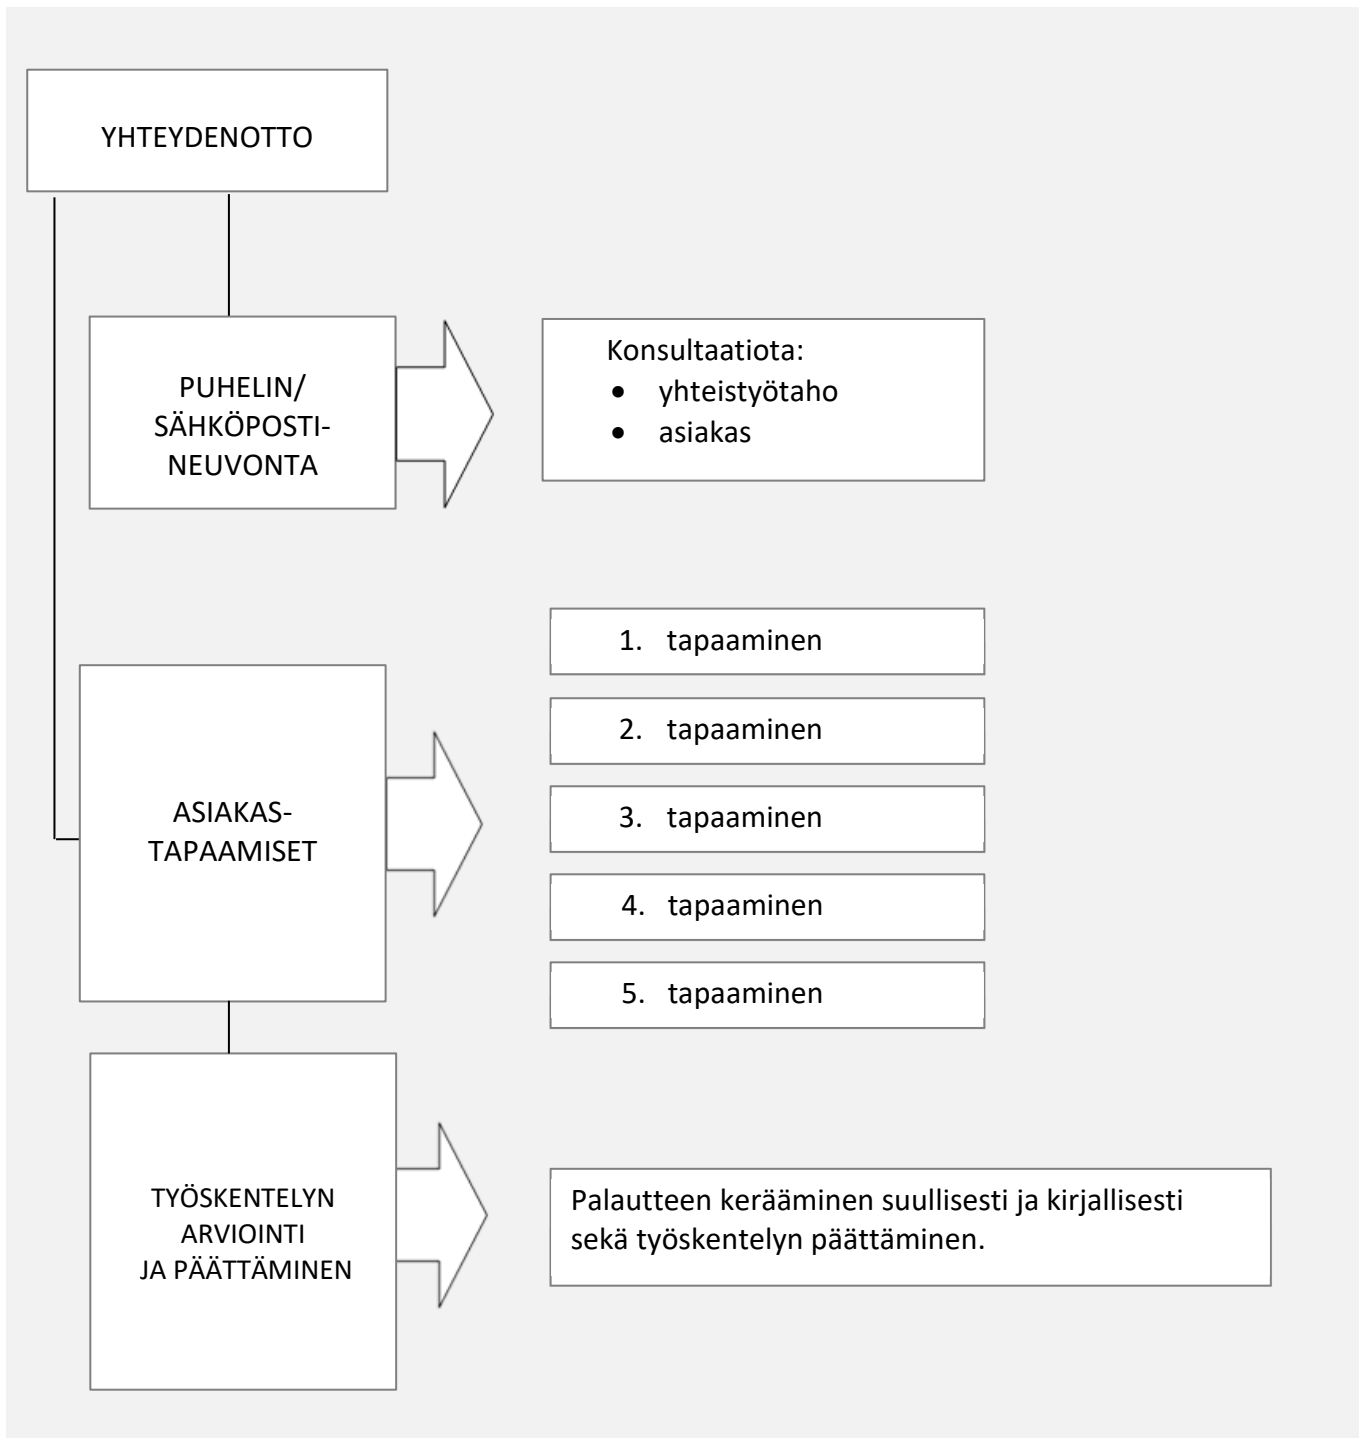 YHTEYDENOTTO
PUHELIN/
SÄHKÖPOSTI-
NEUVONTA
Konsultaatiota:
• yhteistyötaho
• asiakas
ASIAKAS-
TAPAAMISET
1. tapaaminen
2. tapaaminen
3. tapaaminen
4. tapaaminen
5. tapaaminen
TYÖSKENTELYN
ARVIOINTI
JA PÄÄTTÄMINEN
Palautteen kerääminen suullisesti ja kirjallisesti
sekä työskentelyn päättäminen.